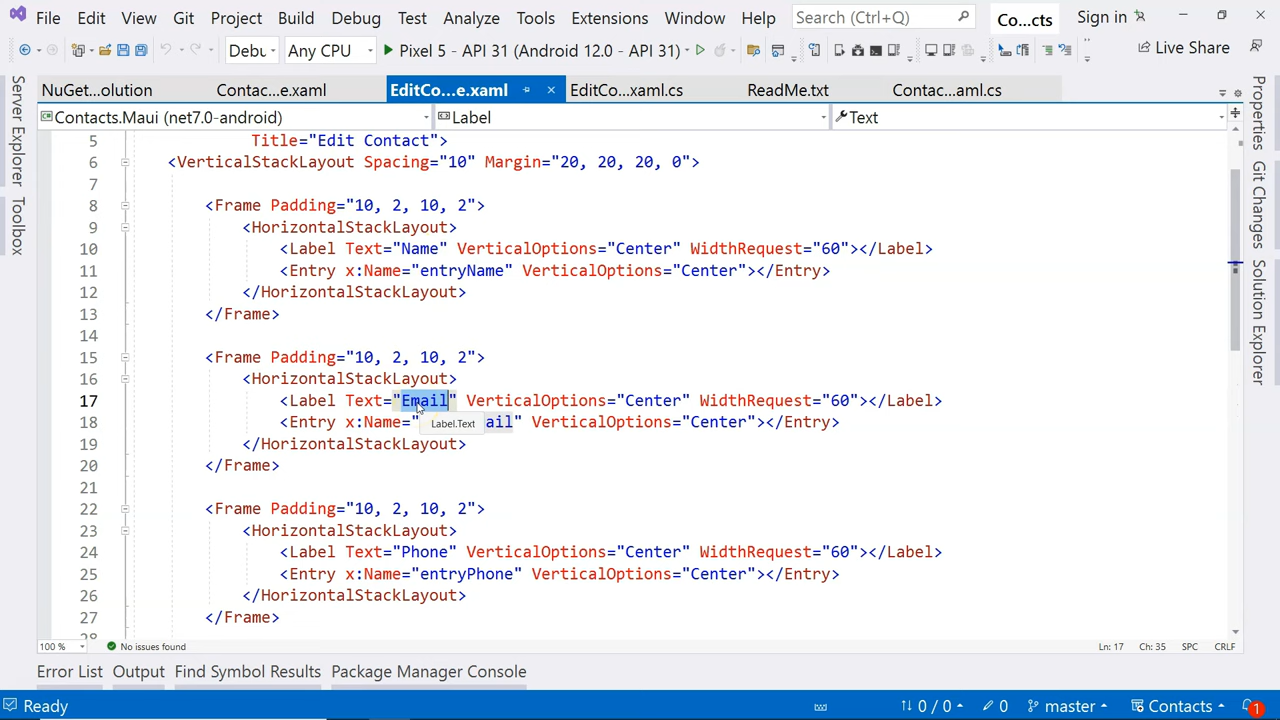 File Edit View Git Project Build Debug Test Analyze Tools Extensions Window Help Search (Ctrl+Q) Co...cts Sign in
Debu Any CPU Pixel 5 - API 31 (Android 12.0 - API 31) Live Share
NuGet...olution Contac...e.xaml EditCo...e.xaml EditCo...xaml.cs ReadMe.txt Contac...aml.cs
Contacts.Maui (net7.0-android) Label Text
5 Title="Edit Contact">
6 <VerticalStackLayout Spacing="10" Margin="20, 20, 20, 0">
7
8 <Frame Padding="10, 2, 10, 2">
9 <HorizontalStackLayout>
10 <Label Text="Name" VerticalOptions="Center" WidthRequest="60"></Label>
11 <Entry x:Name="entryName" VerticalOptions="Center"></Entry>
12 </HorizontalStackLayout>
13 </Frame>
14
15 <Frame Padding="10, 2, 10, 2">
16 <HorizontalStackLayout>
17 <Label Text="Email" VerticalOptions="Center" WidthRequest="60"></Label>
18 <Entry x:Name=" ail" VerticalOptions="Center"></Entry>
Label.Text
19 </HorizontalStackLayout>
20 </Frame>
21
22 <Frame Padding="10, 2, 10, 2">
23 <HorizontalStackLayout>
24 <Label Text="Phone" VerticalOptions="Center" WidthRequest="60"></Label>
25 <Entry x:Name="entryPhone" VerticalOptions="Center"></Entry>
26 </HorizontalStackLayout>
27 </Frame>
28
100 % No issues found Ln: 17 Ch: 35 SPC CRLF
Error List Output Find Symbol Results Package Manager Console
Ready 0 / 0 0 master Contacts 1
Server Explorer
Toolbox
Properties
Git Changes
Solution Explorer